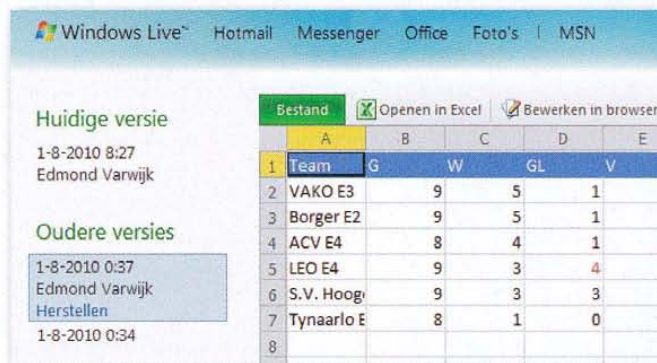 Windows Live™ Hotmail Messenger Office Foto's | MSN
Huidige versie
1-8-2010 8:27
Edmond Varwijk
Oudere versies
1-8-2010 0:37
Edmond Varwijk
Herstellen
1-8-2010 0:34
Bestand Openen in Excel Bewerken in browser
A B C D E
1 Team G W GL V
2 VAKO E3 9 5 1
3 Borger E2 9 5 1
4 ACV E4 8 4 1
5 LEO E4 9 3 4
6 S.V. Hoog 9 3 3
7 Tynaarlo E 8 1 0
8